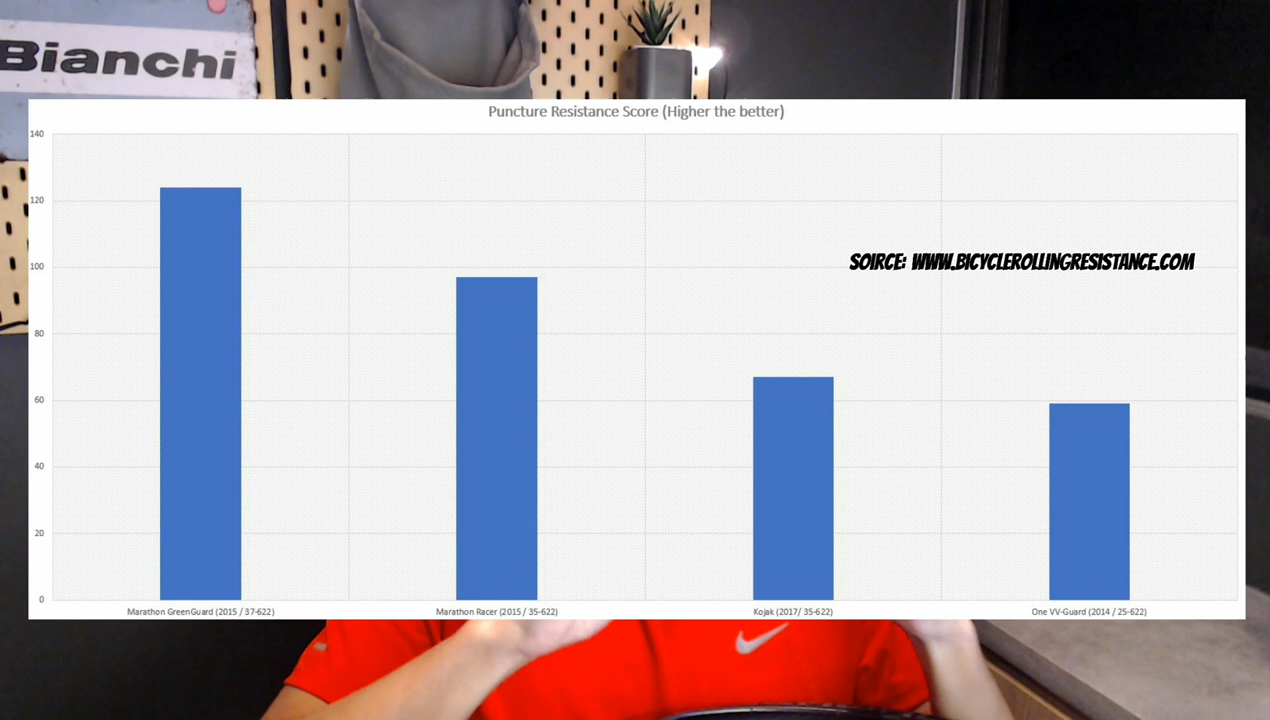 Bianchi
Puncture Resistance Score (Higher the better)
140
120
100
80
60
40
20
0
SOIRCE: WWW.BICYCLEROLLINGRESISTANCE.COM
Marathon GreenGuard (2015 / 37-622)
Marathon Racer (2015 / 35-622)
Kojak (2017/ 35-622)
One VV-Guard (2014 / 25-622)